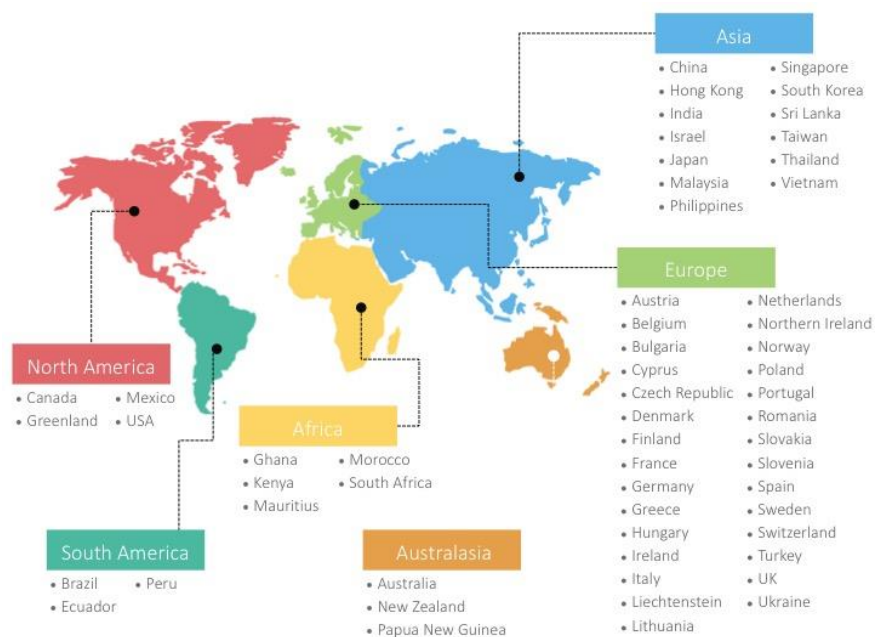 Asia
China
Hong Kong
India
Israel
Japan
Malaysia
Philippines
Singapore
South Korea
Sri Lanka
Taiwan
Thailand
Vietnam
Europe
Austria
Belgium
Bulgaria
Cyprus
Czech Republic
Denmark
Finland
France
Germany
Greece
Hungary
Ireland
Italy
Liechtenstein
Lithuania
Netherlands
Northern Ireland
Norway
Poland
Portugal
Romania
Slovakia
Slovenia
Spain
Sweden
Switzerland
Turkey
UK
Ukraine
North America
Canada
Greenland
Mexico
USA
Africa
Ghana
Kenya
Mauritius
Morocco
South Africa
South America
Brazil
Ecuador
Peru
Australasia
Australia
New Zealand
Papua New Guinea